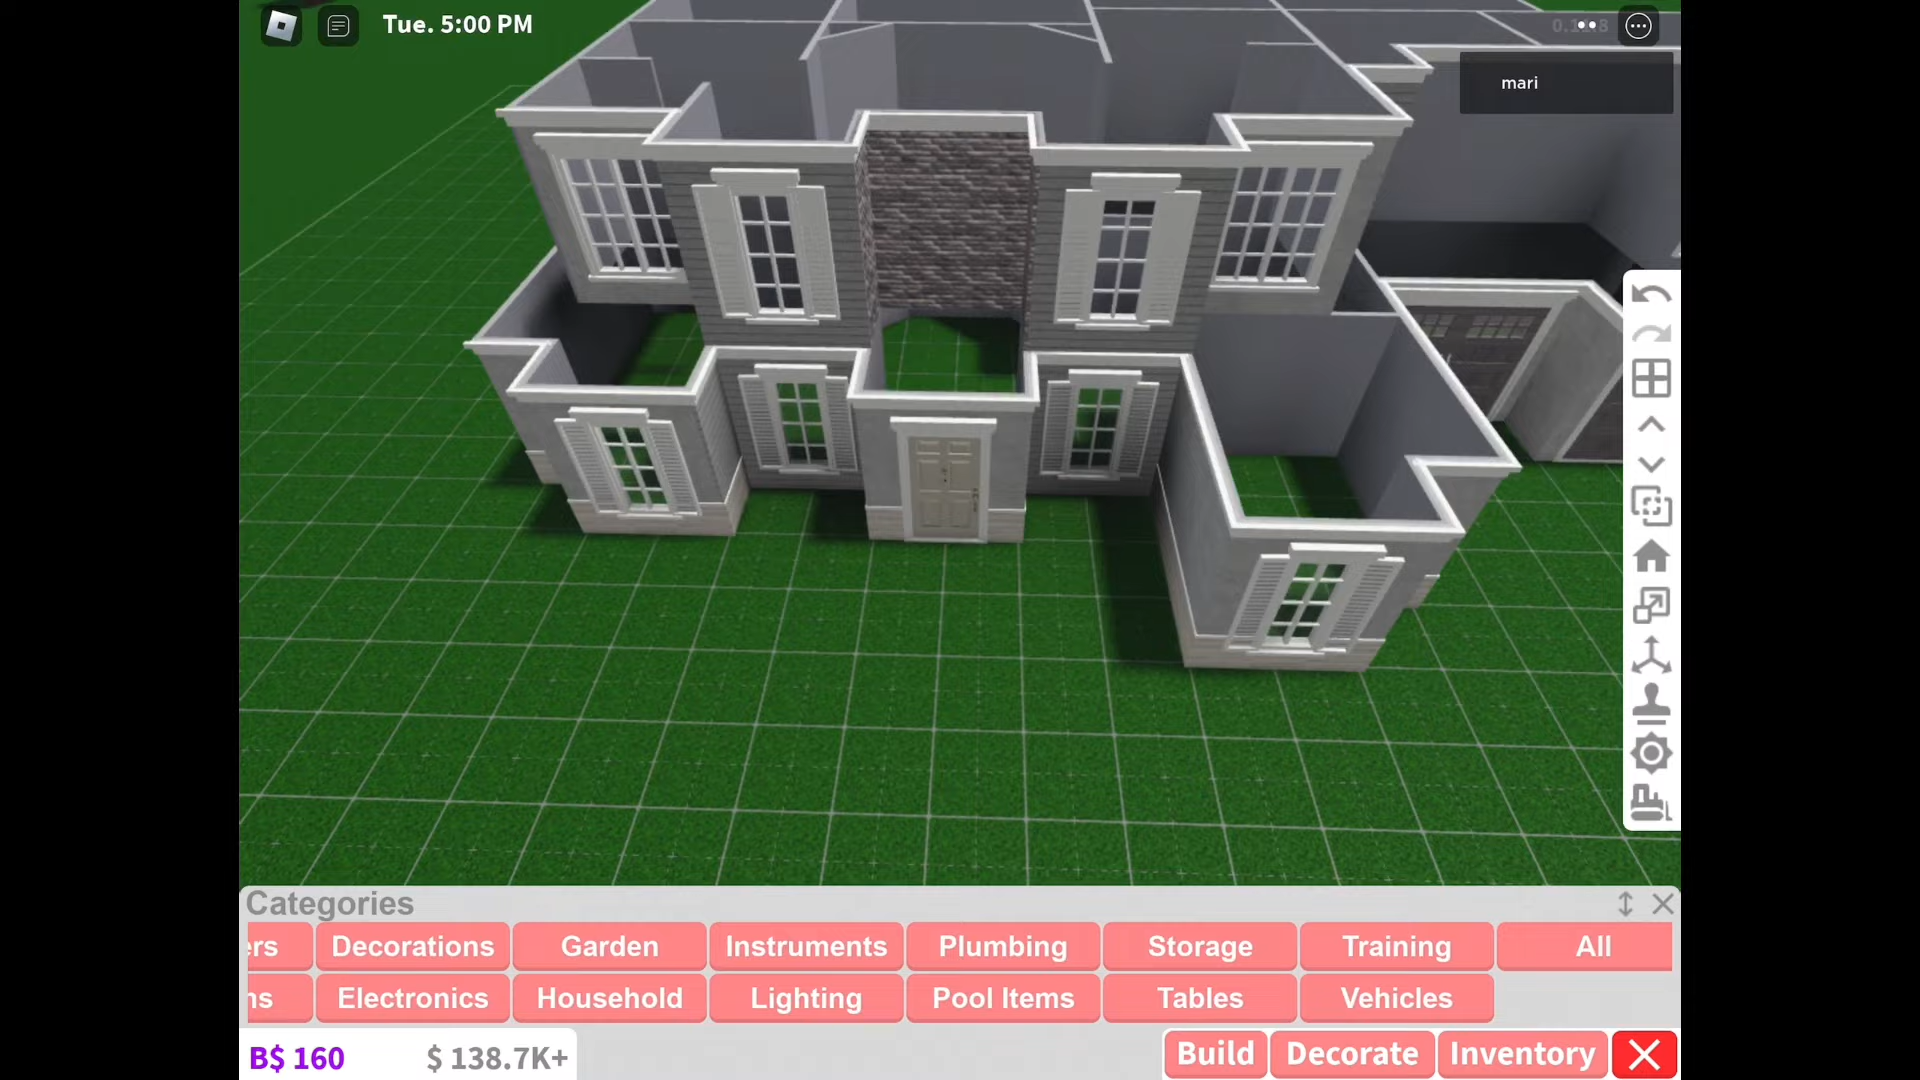 Tue. 5:00 PM
mari
Categories
ers
Decorations
Garden
Instruments
Plumbing
Storage
Training
All
ns
Electronics
Household
Lighting
Pool Items
Tables
Vehicles
B$ 160
$ 138.7K+
Build
Decorate
Inventory